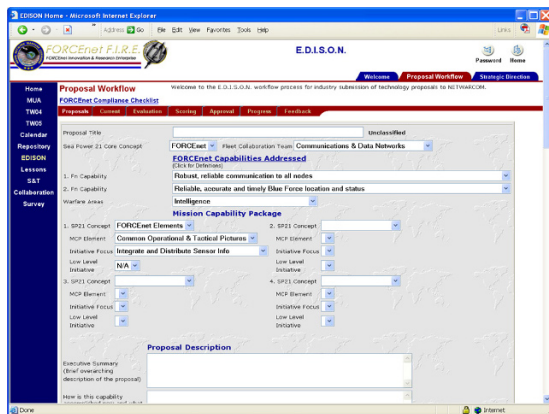 EDISON Home - Microsoft Internet Explorer
Address Go File Edit View Favorites Tools Help Links
FORCEnet F.I.R.E.
FORCEnet Innovation & Research Enterprise
E.D.I.S.O.N.
Password Home
Welcome Proposal Workflow Strategic Direction
Home
MUA
TW04
TW05
Calendar
Repository
EDISON
Lessons
S&T
Collaboration
Survey
Proposal Workflow
Welcome to the E.D.I.S.O.N. workflow process for industry submission of technology proposals to NETWARCOM.
FORCEnet Compliance Checklist
Proposals Current Evaluation Scoring Approval Progress Feedback
Proposal Title Unclassified
Sea Power 21 Core Concept FORCEnet Fleet Collaboration Team Communications & Data Networks
FORCEnet Capabilities Addressed
(Click for Definitions)
1. Fn Capability Robust, reliable communication to all nodes
2. Fn Capability Reliable, accurate and timely Blue Force location and status
Warfare Areas Intelligence
Mission Capability Package
1. SP21 Concept FORCEnet Elements 2. SP21 Concept
MCP Element Common Operational & Tactical Pictures MCP Element
Initiative Focus Integrate and Distribute Sensor Info Initiative Focus
Low Level Initiative N/A Low Level Initiative
3. SP21 Concept 4. SP21 Concept
MCP Element MCP Element
Initiative Focus Initiative Focus
Low Level Initiative Low Level Initiative
Proposal Description
Executive Summary
(Brief overarching
description of the proposal)
How is this capability
Done Internet